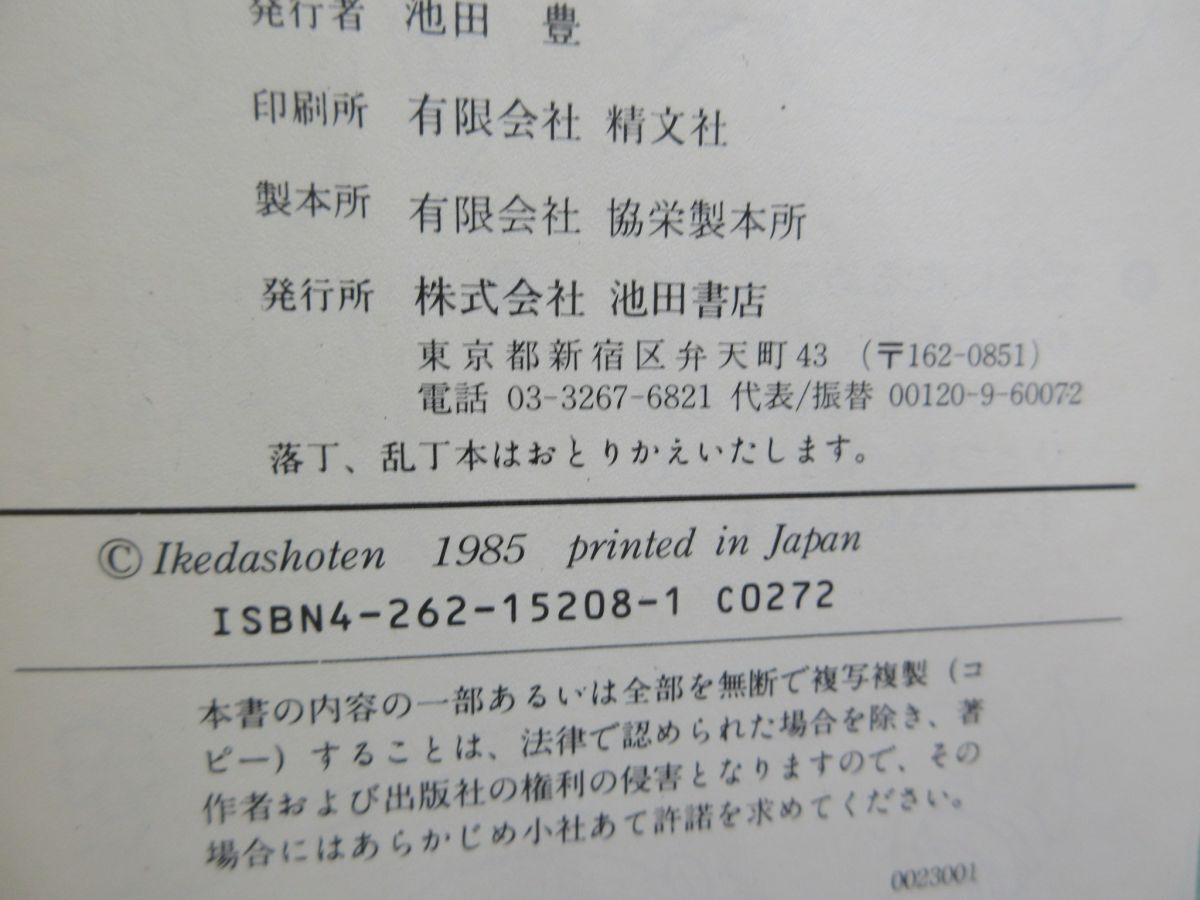 発行者 池田 豊
印刷所 有限会社 精文社
製本所 有限会社 協栄製本所
発行所 株式会社 池田書店
東京都新宿区弁天町43 (〒162-0851)
電話 03-3267-6821 代表/振替 00120-9-60072
落丁、乱丁本はおとりかえいたします。
©Ikedashoten 1985 printed in Japan
ISBN4-262-15208-1 C0272
本書の内容の一部あるいは全部を無断で複写複製(コ
ピー)することは、法律で認められた場合を除き、著
作者および出版社の権利の侵害となりますので、その
場合にはあらかじめ小社あて許諾を求めてください。
0023001